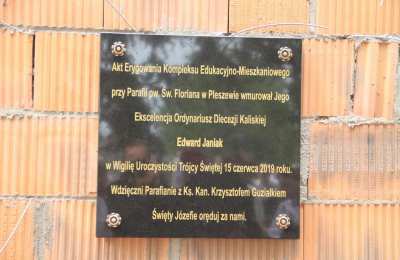 Akt Erygowania Kompleksu Edukacyjno-Mieszkaniowego
przy Parafii pw. Św. Floriana w Pleszewie wmurował Jego
Ekscelencja Ordynariusz Diecezji Kaliskiej
Edward Janiak
w Wigilię Uroczystości Trójcy Świętej 15 czerwca 2019 roku.
Wdzięczni Parafianie z Ks. Kan. Krzysztofem Guziałkiem
Święty Józefie oręduj za nami.